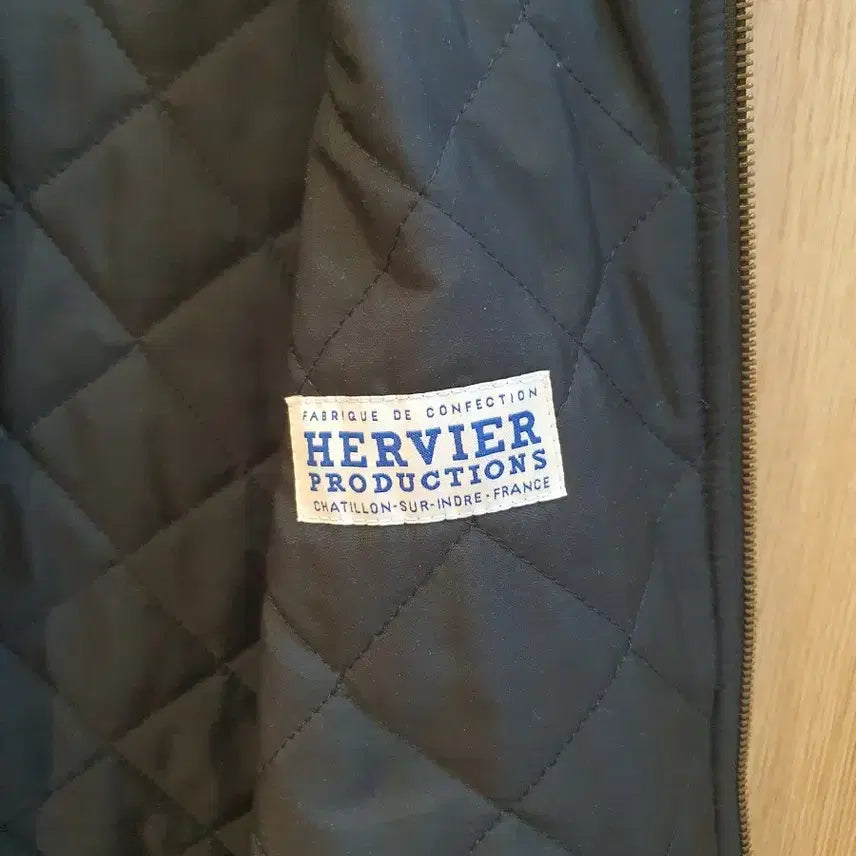 FABRIQUE DE CONFECTION
HERVIER
PRODUCTIONS
CHATILLON-SUR-INDRE·FRANCE